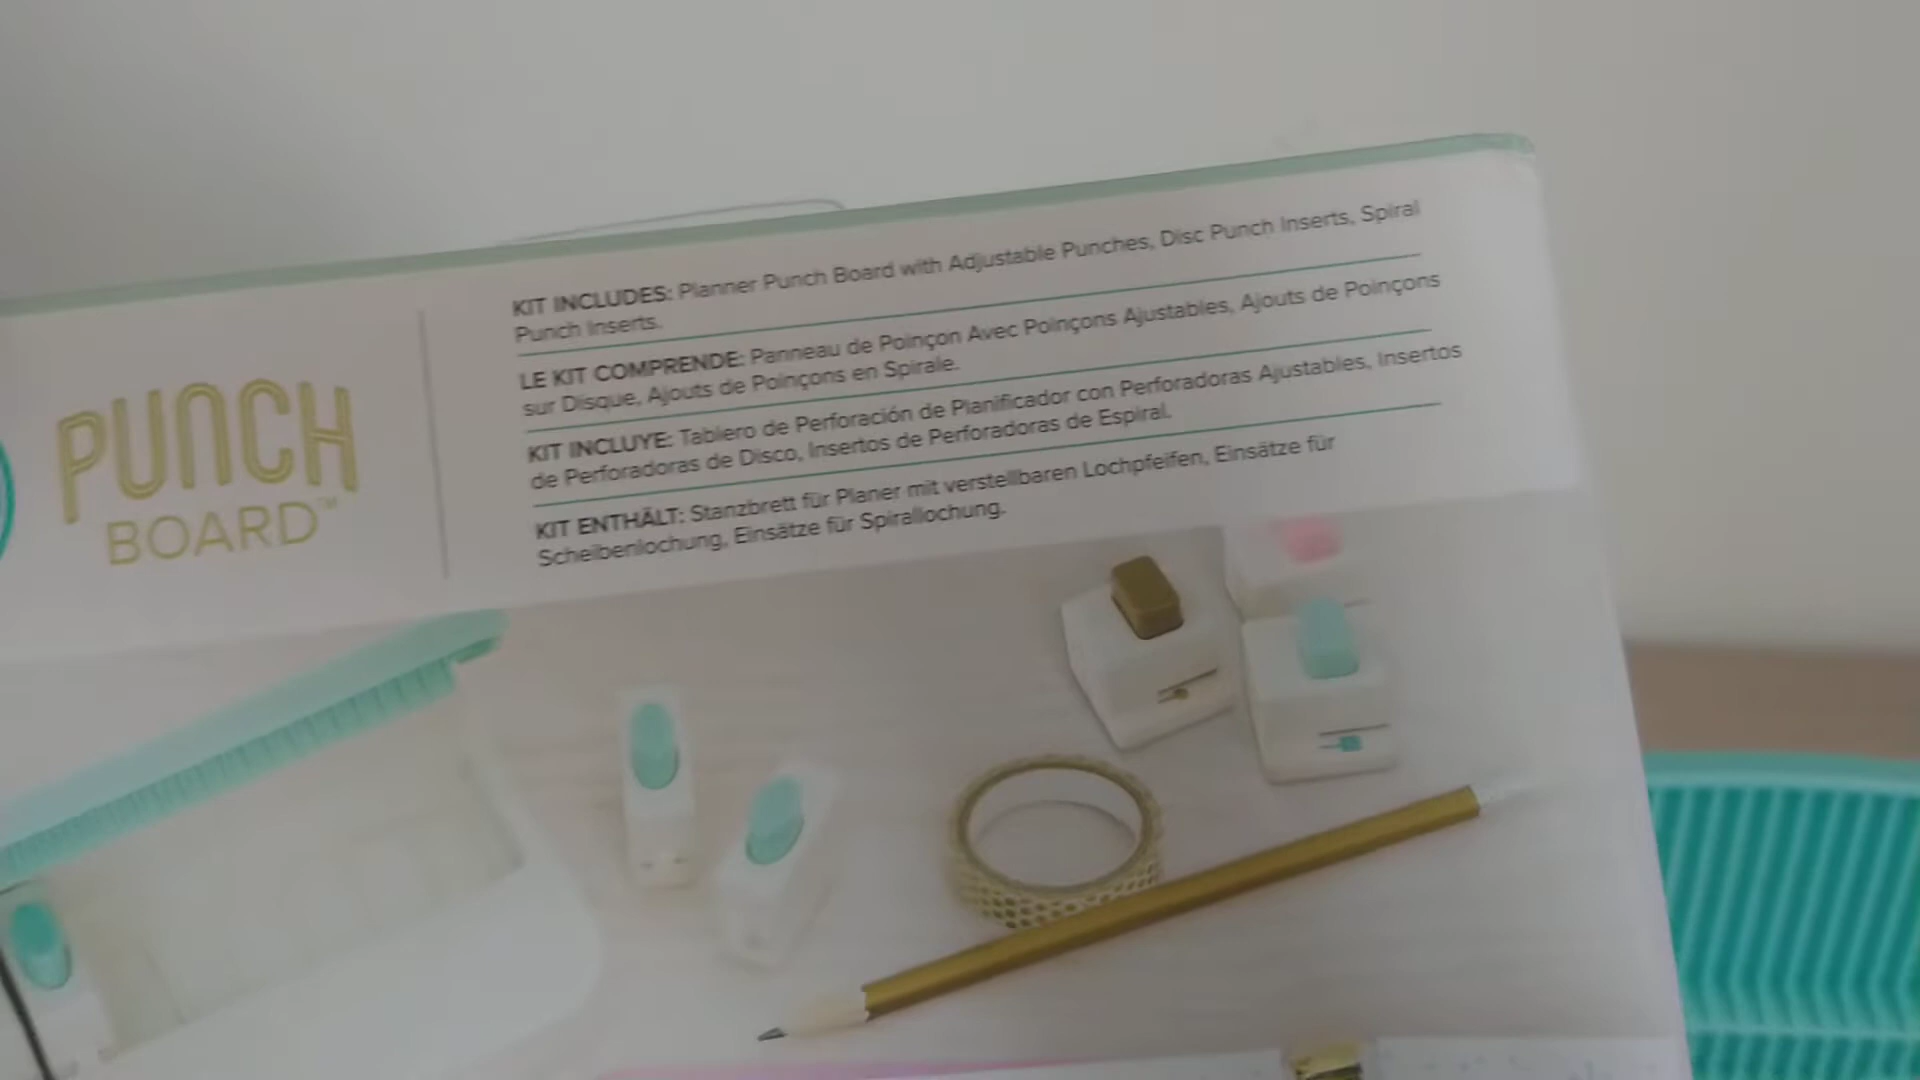 PUNCH
BOARD™
KIT INCLUDES: Planner Punch Board with Adjustable Punches, Disc Punch Inserts, Spiral
Punch Inserts.
LE KIT COMPRENDE: Panneau de Poinçon Avec Poinçons Ajustables, Ajouts de Poinçons
sur Disque, Ajouts de Poinçons en Spirale.
KIT INCLUYE: Tablero de Perforación de Planificador con Perforadoras Ajustables, Insertos
de Perforadoras de Disco, Insertos de Perforadoras de Espiral.
KIT ENTHÄLT: Stanzbrett für Planer mit verstellbaren Lochpfeifen, Einsätze für
Scheibenlochung, Einsätze für Spirallochung.